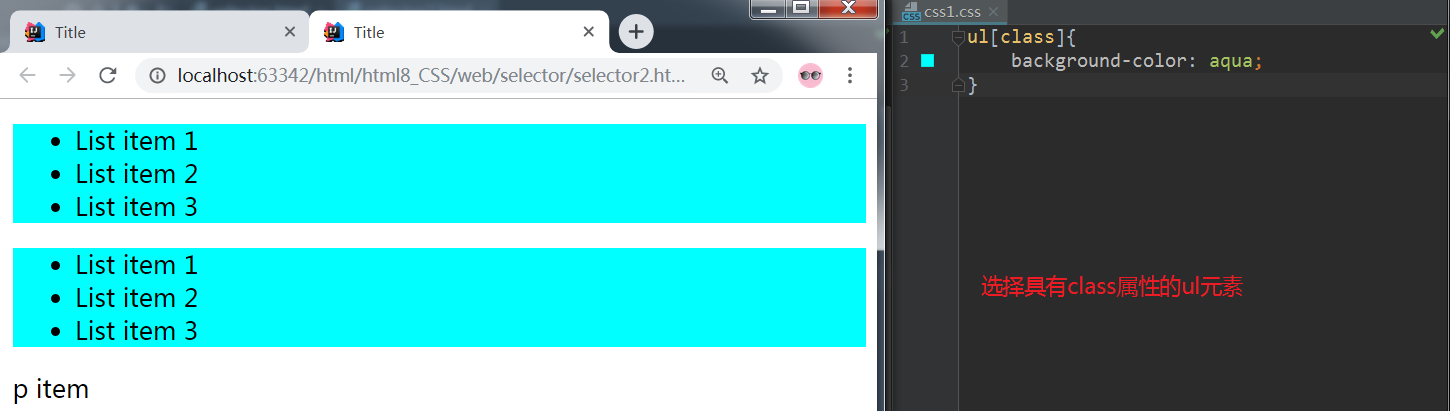 Title
Title
localhost:63342/html/html8_CSS/web/selector/selector2.ht...
• List item 1
• List item 2
• List item 3
• List item 1
• List item 2
• List item 3
p item
css1.css
1 ul[class]{
2 background-color: aqua;
3 }
选择具有class属性的ul元素